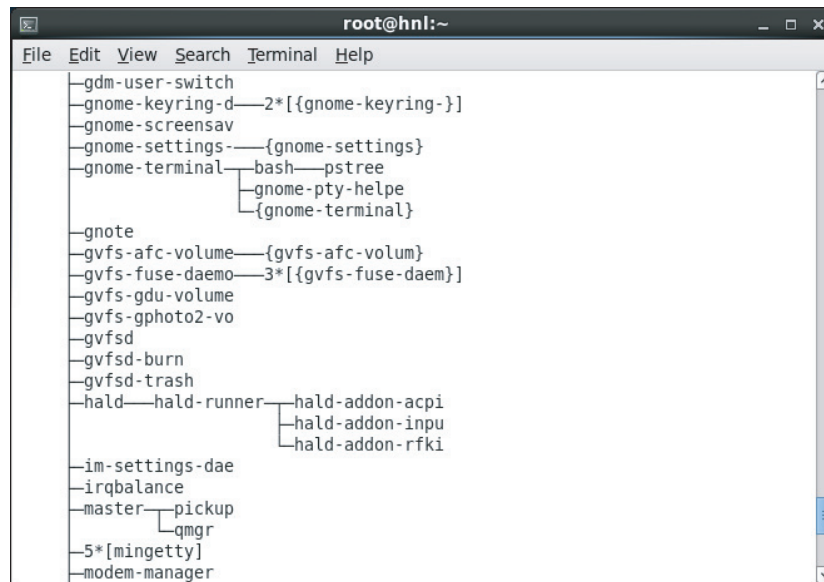 root@hnl:~
File Edit View Search Terminal Help
├─gdm-user-switch
├─gnome-keyring-d───2*[{gnome-keyring-}]
├─gnome-screensav
├─gnome-settings-───{gnome-settings}
├─gnome-terminal─┬─bash───pstree
│                ├─gnome-pty-helpe
│                └─{gnome-terminal}
├─gnote
├─gvfs-afc-volume───{gvfs-afc-volum}
├─gvfs-fuse-daemo───3*[{gvfs-fuse-daem}]
├─gvfs-gdu-volume
├─gvfs-gphoto2-vo
├─gvfsd
├─gvfsd-burn
├─gvfsd-trash
├─hald───hald-runner─┬─hald-addon-acpi
│                    ├─hald-addon-inpu
│                    └─hald-addon-rfki
├─im-settings-dae
├─irqbalance
├─master─┬─pickup
│        └─qmgr
├─5*[mingetty]
├─modem-manager